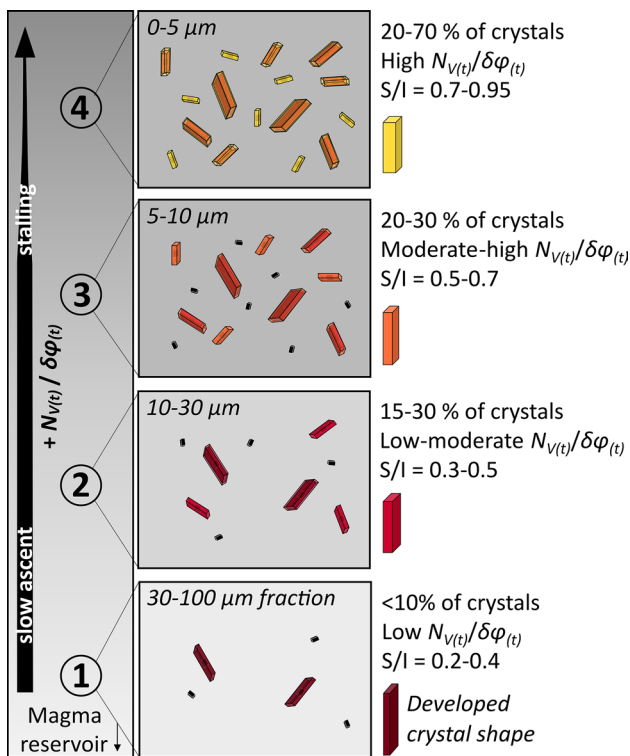 0-5 μm
20-70 % of crystals
High N_V(t)/δφ_(t)
S/I = 0.7-0.95
4
stalling
5-10 μm
20-30 % of crystals
Moderate-high N_V(t)/δφ_(t)
S/I = 0.5-0.7
3
+ N_V(t) / δφ_(t)
10-30 μm
15-30 % of crystals
Low-moderate N_V(t)/δφ_(t)
S/I = 0.3-0.5
2
slow ascent
30-100 μm fraction
<10% of crystals
Low N_V(t)/δφ_(t)
S/I = 0.2-0.4
1
Developed
crystal shape
Magma
reservoir